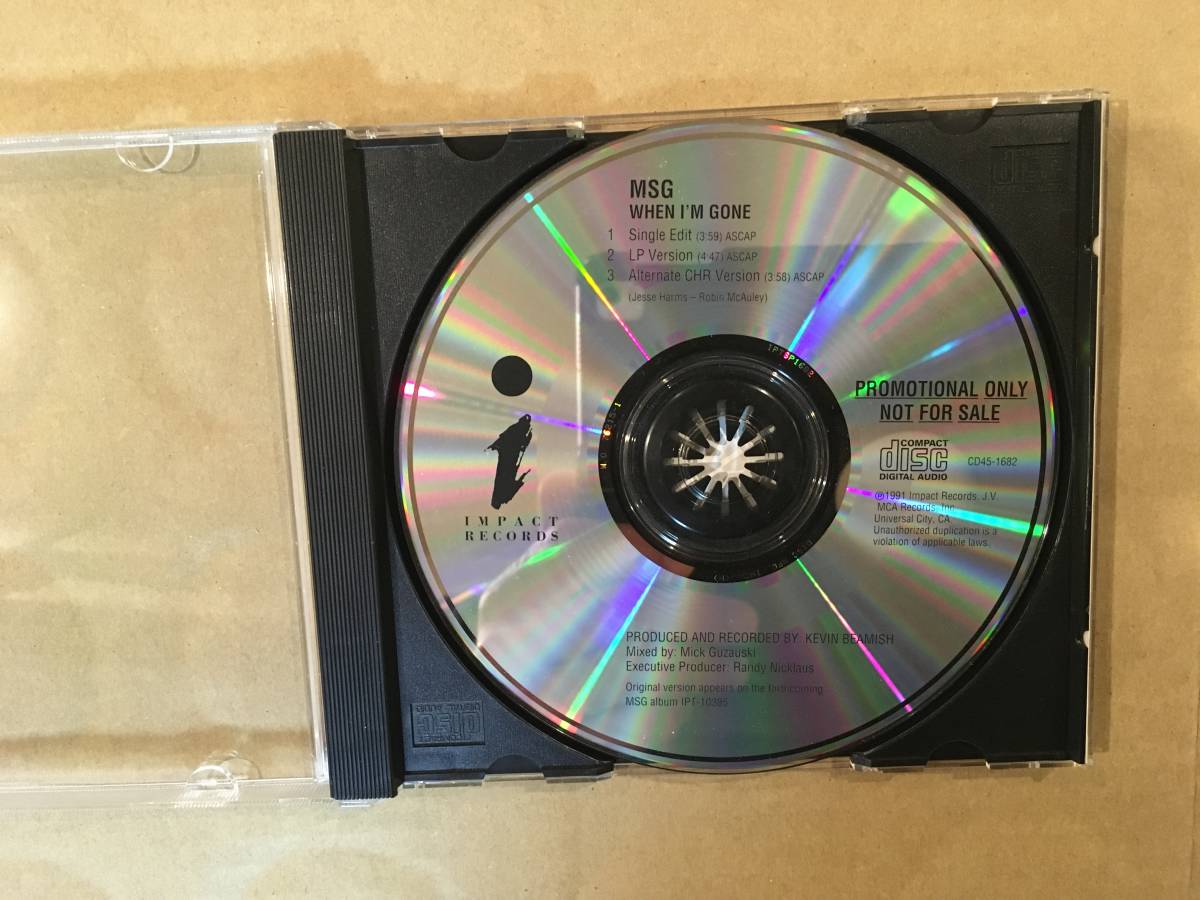 MSG
WHEN I'M GONE
1 Single Edit (3:59) ASCAP
2 LP Version (4:47) ASCAP
3 Alternate CHR Version (3:58) ASCAP
(Jesse Harms – Robin McAuley)
IMPACT
RECORDS
PROMOTIONAL ONLY
NOT FOR SALE
COMPACT
disc
DIGITAL AUDIO
CD45-1682
℗1991 Impact Records, J.V.
MCA Records, Inc.
Universal City, CA
Unauthorized duplication is a
violation of applicable laws.
PRODUCED AND RECORDED BY: KEVIN BEAMISH
Mixed by: Mick Guzauski
Executive Producer: Randy Nicklaus
Original version appears on the forthcoming
MSG album IPT-10385